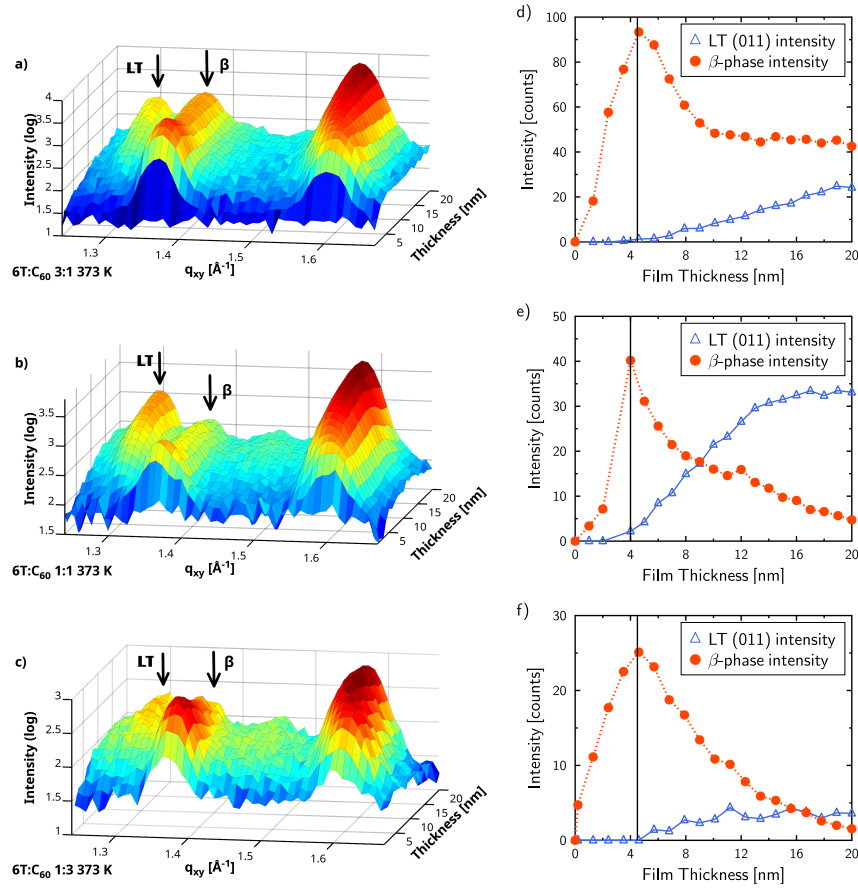 a)
LT
β
Intensity (log)
4
3.5
3
2.5
2
1.5
1
1.3
1.4
1.5
1.6
q_xy [Å⁻¹]
5
10
15
20
Thickness [nm]
6T:C₆₀ 3:1 373 K
d)
LT (011) intensity
β-phase intensity
Intensity [counts]
100
80
60
40
20
0
0 4 8 12 16 20
Film Thickness [nm]
b)
LT
β
Intensity (log)
3.5
3
2.5
2
1.5
1.3
1.4
1.5
1.6
q_xy [Å⁻¹]
5
10
15
20
Thickness [nm]
6T:C₆₀ 1:1 373 K
e)
LT (011) intensity
β-phase intensity
Intensity [counts]
50
40
30
20
10
0
0 4 8 12 16 20
Film Thickness [nm]
c)
LT
β
Intensity (log)
3
2.5
2
1.5
1
1.3
1.4
1.5
1.6
q_xy [Å⁻¹]
5
10
15
20
Thickness [nm]
6T:C₆₀ 1:3 373 K
f)
LT (011) intensity
β-phase intensity
Intensity [counts]
30
20
10
0
0 4 8 12 16 20
Film Thickness [nm]